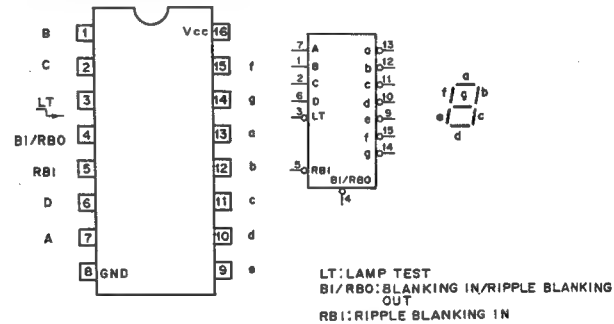 B 1 Vcc 16
C 2 15 f
LT 3 14 g
BI/RBO 4 13 a
RBI 5 12 b
D 6 11 c
A 7 10 d
8 GND 9 e
7 A a 13
1 B b 12
2 C c 11
6 D d 10
3 LT e 9
f 15
g 14
5 RBI
BI/RBO
4
a
f g b
e c
d
LT:LAMP TEST
BI/RBO:BLANKING IN/RIPPLE BLANKING
OUT
RBI:RIPPLE BLANKING IN